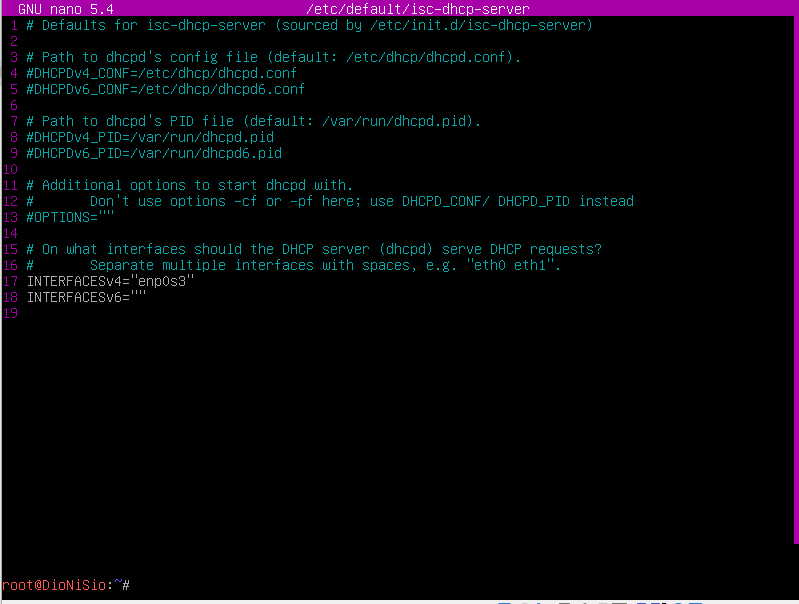 GNU nano 5.4 /etc/default/isc-dhcp-server
1 # Defaults for isc-dhcp-server (sourced by /etc/init.d/isc-dhcp-server)
2
3 # Path to dhcpd's config file (default: /etc/dhcp/dhcpd.conf).
4 #DHCPDv4_CONF=/etc/dhcp/dhcpd.conf
5 #DHCPDv6_CONF=/etc/dhcp/dhcpd6.conf
6
7 # Path to dhcpd's PID file (default: /var/run/dhcpd.pid).
8 #DHCPDv4_PID=/var/run/dhcpd.pid
9 #DHCPDv6_PID=/var/run/dhcpd6.pid
10
11 # Additional options to start dhcpd with.
12 #       Don't use options -cf or -pf here; use DHCPD_CONF/ DHCPD_PID instead
13 #OPTIONS=""
14
15 # On what interfaces should the DHCP server (dhcpd) serve DHCP requests?
16 #       Separate multiple interfaces with spaces, e.g. "eth0 eth1".
17 INTERFACESv4="enp0s3"
18 INTERFACESv6=""
19
root@DioNiSio:~#